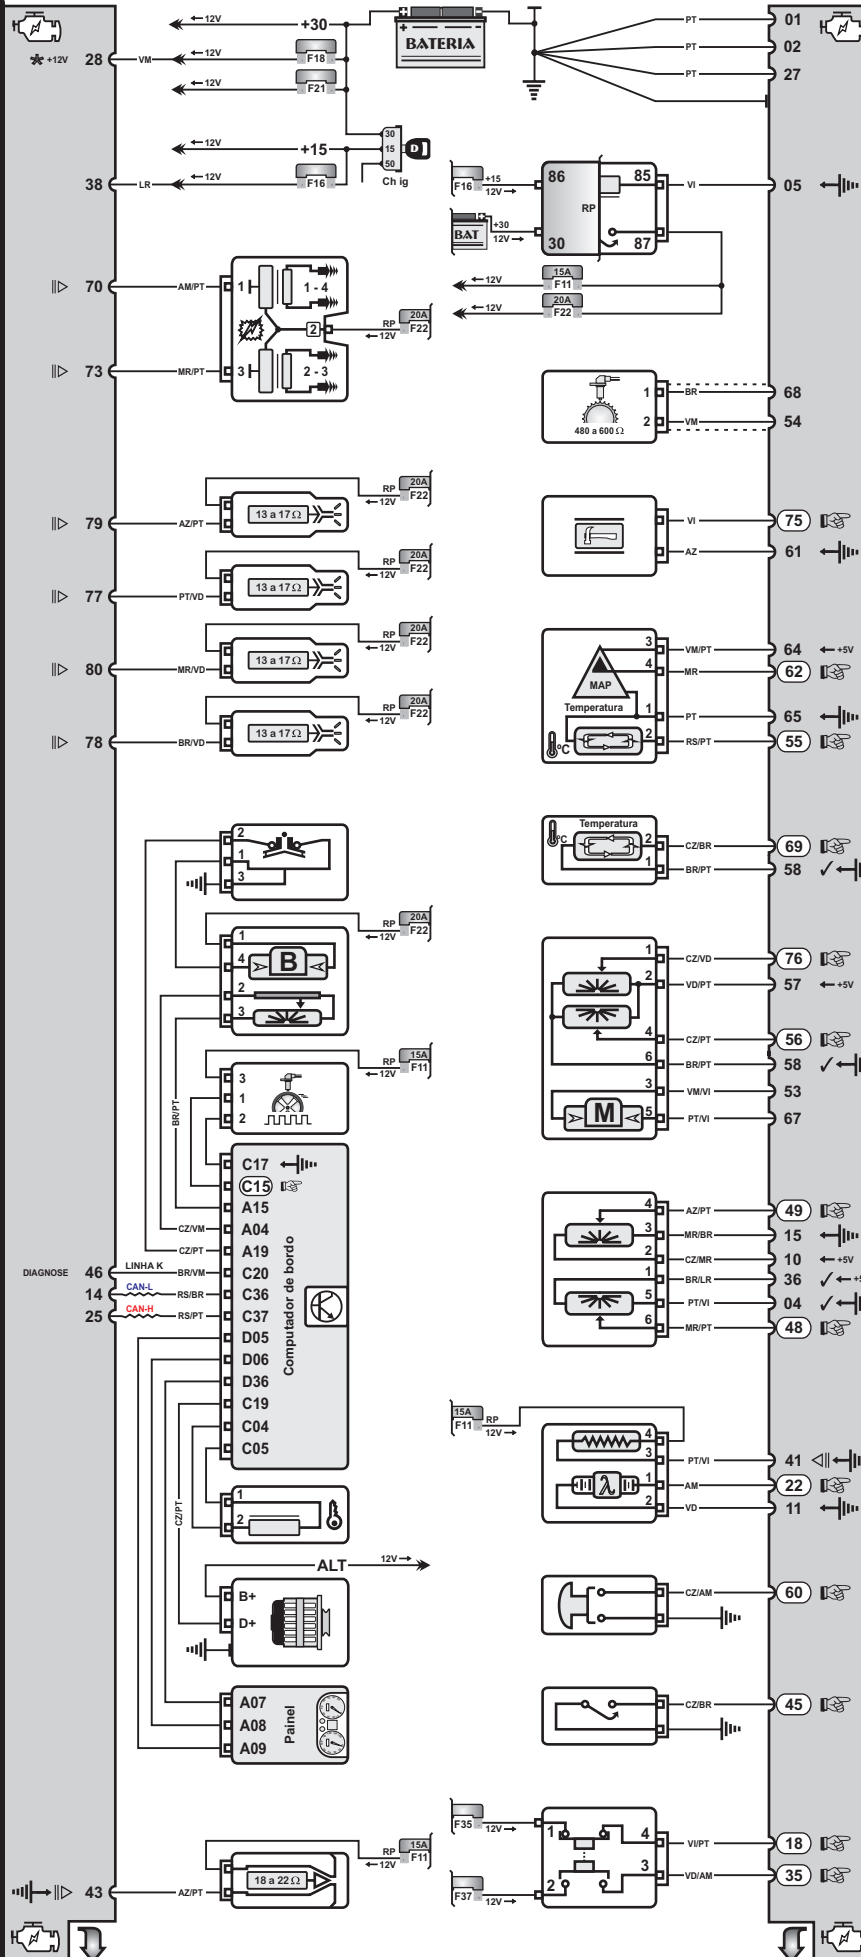 12V +30
BATERIA
PT 01
PT 02
PT 27
+12V 28 VM 12V F18
12V F21
12V +15
30
15
50
D
Ch ig
38 LR 12V F16
F16 +15 12V
86 85 VI 05
RP
BAT +30 12V
30 87
12V 15A F11
12V 20A F22
70 AM/PT 1 1 - 4
2 RP 12V 20A F22
73 MR/PT 3 2 - 3
1 BR 68
2 VM 54
480 a 600 Ω
RP 12V 20A F22
79 AZ/PT 13 a 17 Ω
VI 75
AZ 61
RP 12V 20A F22
77 PT/VD 13 a 17 Ω
RP 12V 20A F22
80 MR/VD 13 a 17 Ω
RP 12V 20A F22
78 BR/VD 13 a 17 Ω
3 VM/PT 64 +5V
4 MR 62
MAP
Temperatura
1 PT 65
2 RS/PT 55
ºC
2
1
3
Temperatura
ºC
2 CZ/BR 69
1 BR/PT 58
RP 12V 20A F22
1
4 B
2
3
1 CZ/VD 76
2 VD/PT 57 +5V
4 CZ/PT 56
6 BR/PT 58
3 VM/VI 53
5 PT/VI 67
M
RP 12V 15A F11
3
1
2
BR/PT
C17
C15
A15
CZ/VM A04
CZ/PT A19
DIAGNOSE 46 LINHA K BR/VM C20
14 CAN-L RS/BR C36
25 CAN-H RS/PT C37
D05
D06
D36
C19
C04
C05
Computador de bordo
4 AZ/PT 49
3 MR/BR 15
2 CZ/MR 10 +5V
1 BR/LR 36
5 PT/VI 04
6 MR/PT 48
15A F11 RP 12V
4
3 PT/VI 41
1 AM 22
2 VD 11
λ
CZ/PT
1
2
ALT 12V
B+
D+
CZ/AM 60
A07
A08
A09
Painel
CZ/BR 45
F35 12V
1 4 VI/PT 18
2 3 VD/AM 35
F37 12V
RP 12V 15A F11
43 AZ/PT 18 a 22 Ω